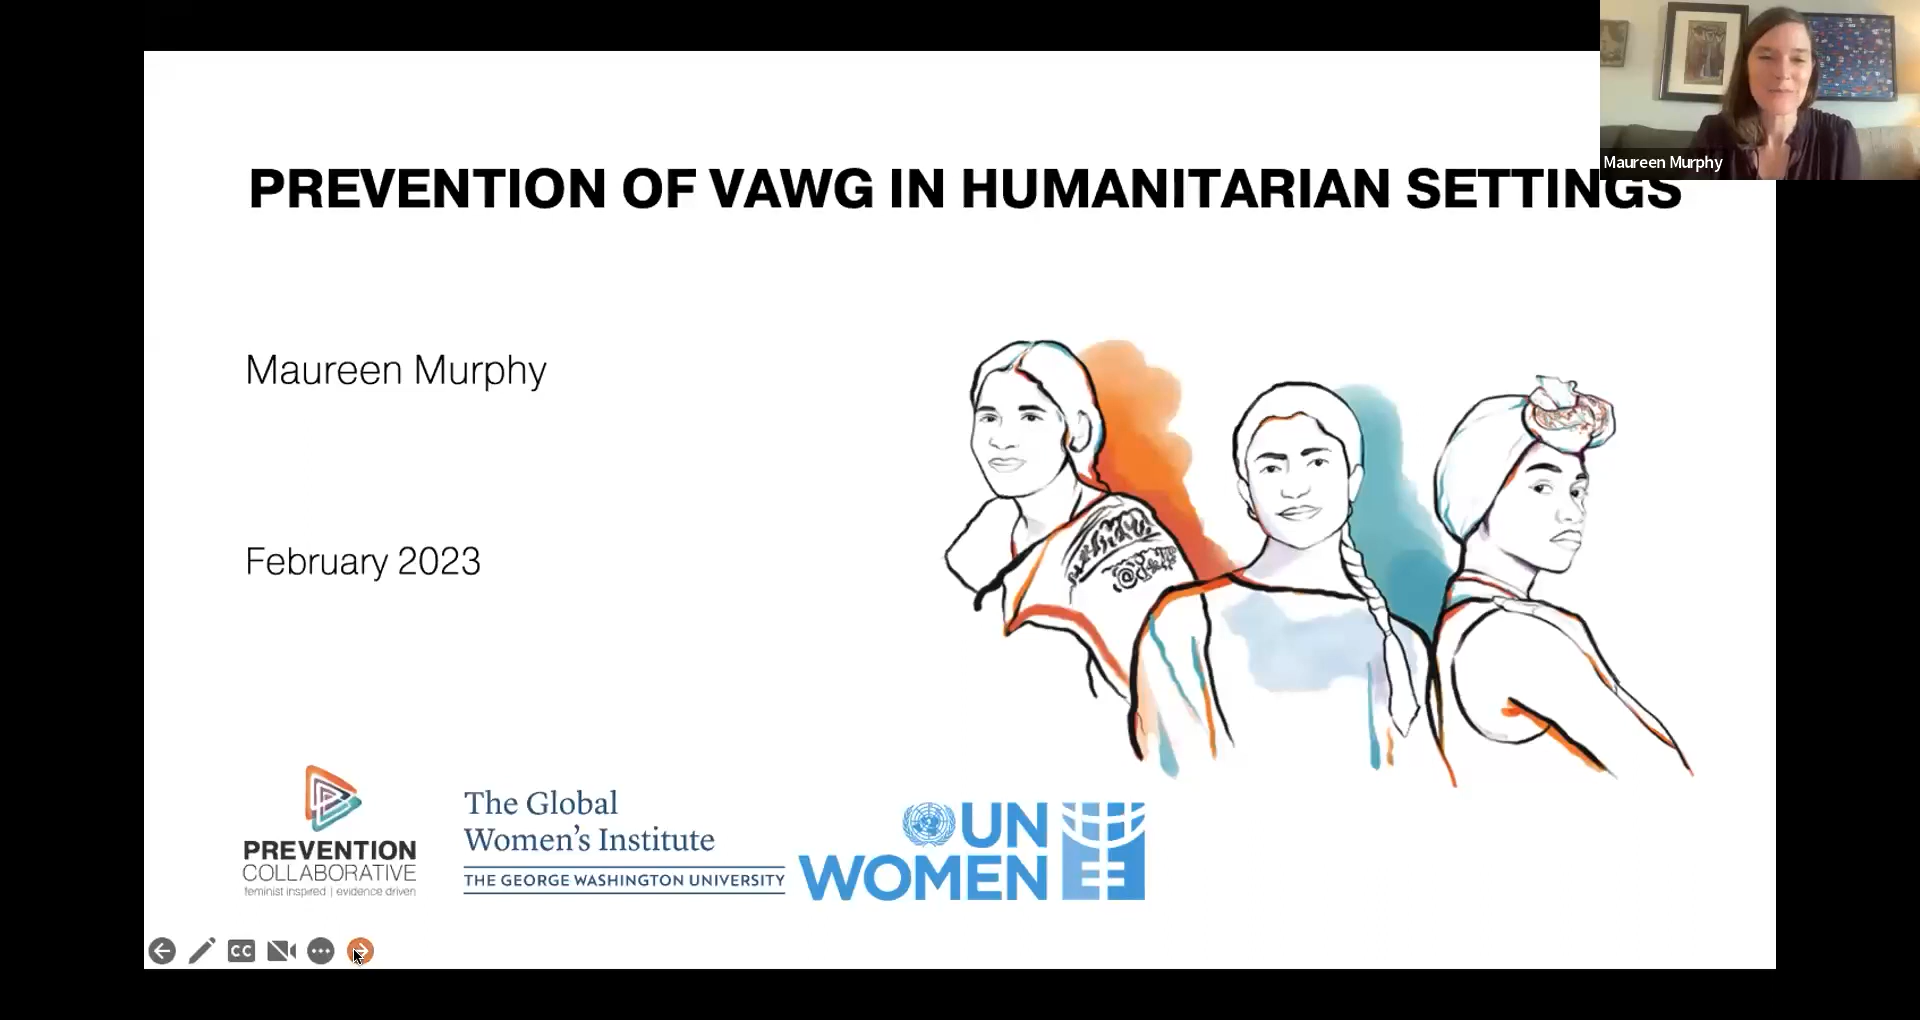 PREVENTION OF VAWG IN HUMANITARIAN SETTINGS
Maureen Murphy
Maureen Murphy
February 2023
PREVENTION
COLLABORATIVE
feminist inspired | evidence driven
The Global
Women's Institute
THE GEORGE WASHINGTON UNIVERSITY
UN
WOMEN
CC